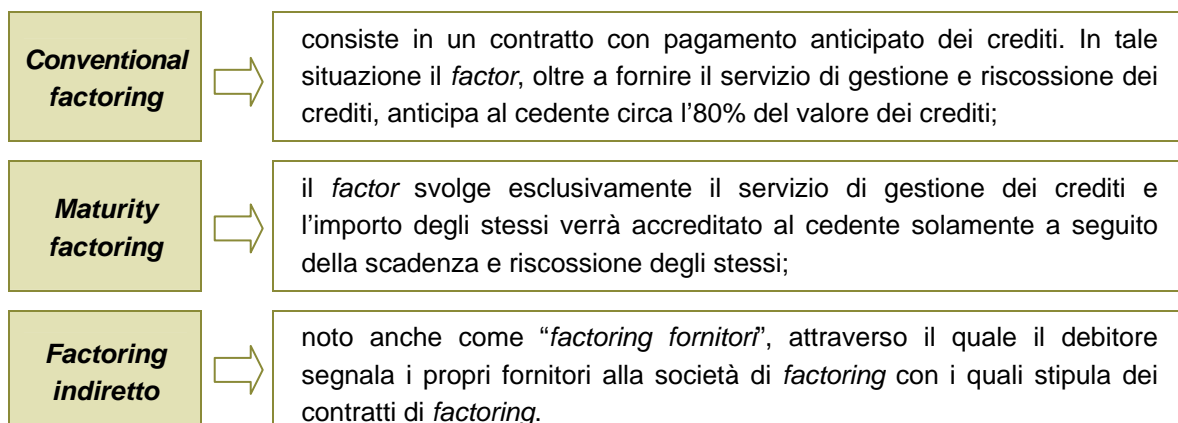 Conventional
factoring
consiste in un contratto con pagamento anticipato dei crediti. In tale
situazione il factor, oltre a fornire il servizio di gestione e riscossione dei
crediti, anticipa al cedente circa l'80% del valore dei crediti;
Maturity
factoring
il factor svolge esclusivamente il servizio di gestione dei crediti e
l'importo degli stessi verrà accreditato al cedente solamente a seguito
della scadenza e riscossione degli stessi;
Factoring
indiretto
noto anche come “factoring fornitori”, attraverso il quale il debitore
segnala i propri fornitori alla società di factoring con i quali stipula dei
contratti di factoring.